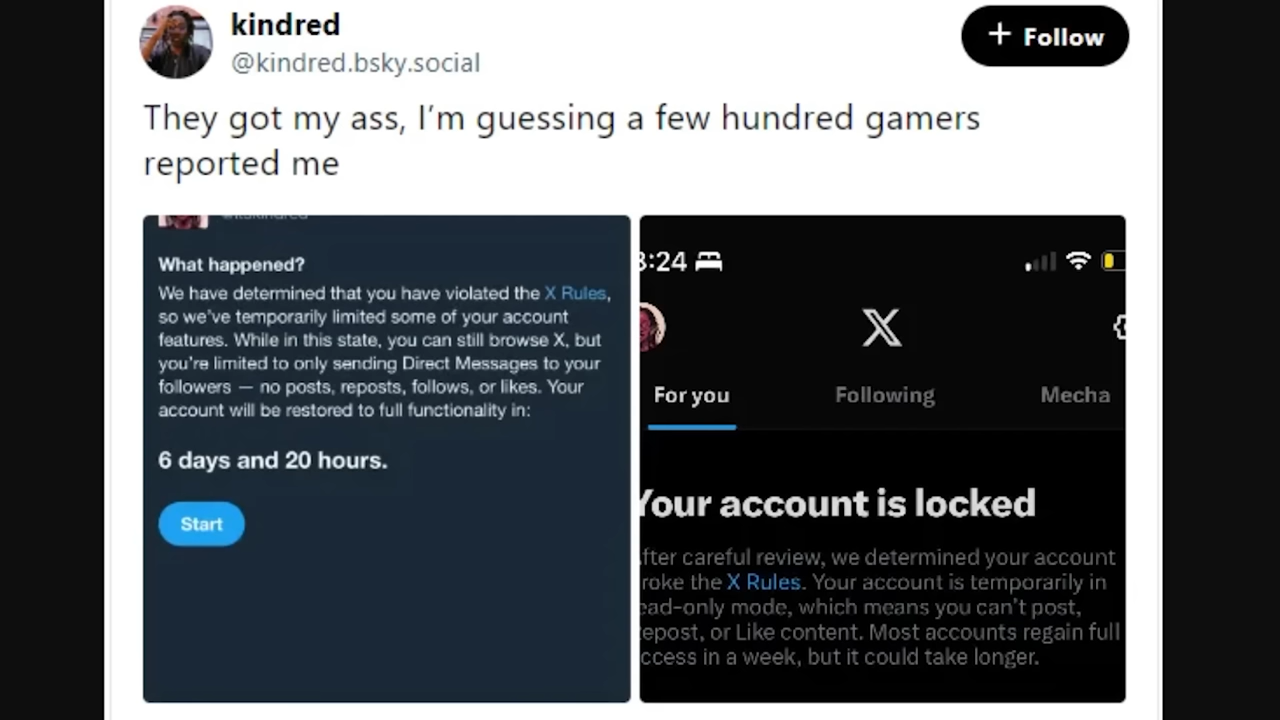 kindred
@kindred.bsky.social
+ Follow
They got my ass, I'm guessing a few hundred gamers
reported me
@itskindred
What happened?
We have determined that you have violated the X Rules,
so we've temporarily limited some of your account
features. While in this state, you can still browse X, but
you're limited to only sending Direct Messages to your
followers — no posts, reposts, follows, or likes. Your
account will be restored to full functionality in:
6 days and 20 hours.
Start
:24
X
For you
Following
Mecha
Your account is locked
fter careful review, we determined your account
roke the X Rules. Your account is temporarily in
ead-only mode, which means you can't post,
epost, or Like content. Most accounts regain full
ccess in a week, but it could take longer.